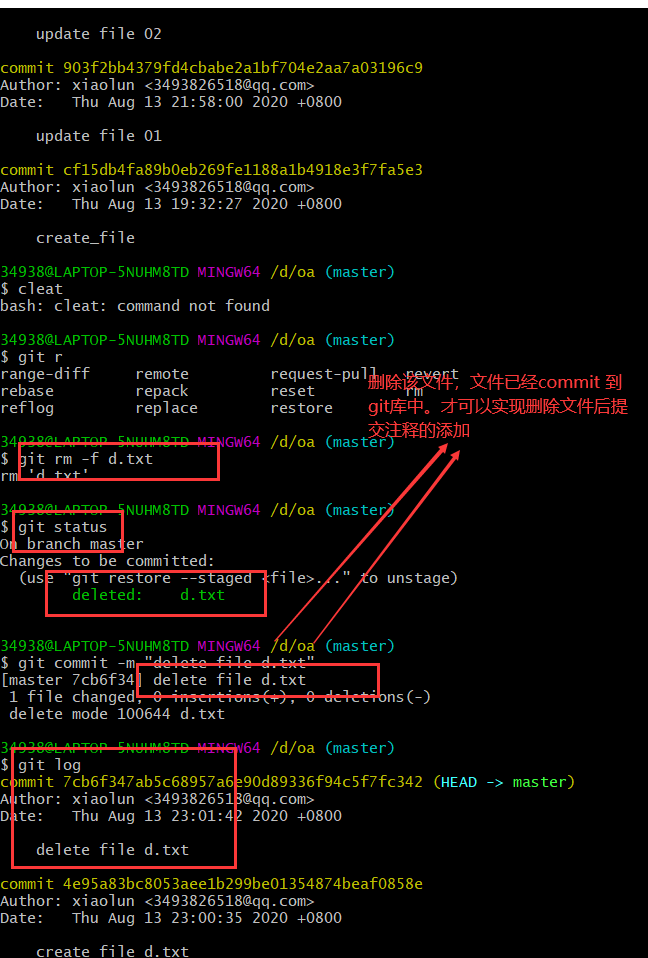 update file 02
commit 903f2bb4379fd4cbabe2a1bf704e2aa7a03196c9
Author: xiaolun <3493826518@qq.com>
Date:   Thu Aug 13 21:58:00 2020 +0800
update file 01
commit cf15db4fa89b0eb269fe1188a1b4918e3f7fa5e3
Author: xiaolun <3493826518@qq.com>
Date:   Thu Aug 13 19:32:27 2020 +0800
create_file
34938@LAPTOP-5NUHM8TD MINGW64 /d/oa (master)
$ cleat
bash: cleat: command not found
34938@LAPTOP-5NUHM8TD MINGW64 /d/oa (master)
$ git r
range-diff     remote         request-pull   revert
rebase         repack         reset          rm
reflog         replace        restore
删除该文件，文件已经commit 到
git库中。才可以实现删除文件后提
交注释的添加
34938@LAPTOP-5NUHM8TD MINGW64 /d/oa (master)
$ git rm -f d.txt
rm 'd.txt'
34938@LAPTOP-5NUHM8TD MINGW64 /d/oa (master)
$ git status
On branch master
Changes to be committed:
(use "git restore --staged <file>..." to unstage)
deleted:    d.txt
34938@LAPTOP-5NUHM8TD MINGW64 /d/oa (master)
$ git commit -m "delete file d.txt"
[master 7cb6f34] delete file d.txt
1 file changed, 0 insertions(+), 0 deletions(-)
delete mode 100644 d.txt
34938@LAPTOP-5NUHM8TD MINGW64 /d/oa (master)
$ git log
commit 7cb6f347ab5c68957a6e90d89336f94c5f7fc342 (HEAD -> master)
Author: xiaolun <3493826518@qq.com>
Date:   Thu Aug 13 23:01:42 2020 +0800
delete file d.txt
commit 4e95a83bc8053aee1b299be01354874beaf0858e
Author: xiaolun <3493826518@qq.com>
Date:   Thu Aug 13 23:00:35 2020 +0800
create file d.txt